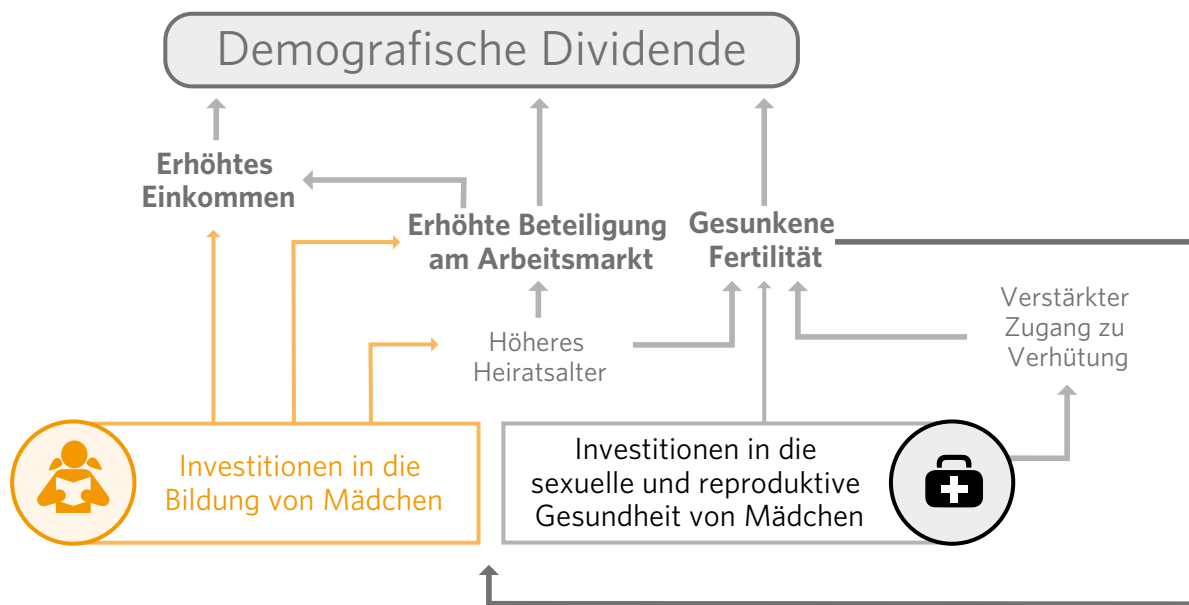 Demografische Dividende
Erhöhtes
Einkommen
Erhöhte Beteiligung
am Arbeitsmarkt
Gesunkene
Fertilität
Verstärkter
Zugang zu
Verhütung
Höheres
Heiratsalter
Investitionen in die
Bildung von Mädchen
Investitionen in die
sexuelle und reproduktive
Gesundheit von Mädchen